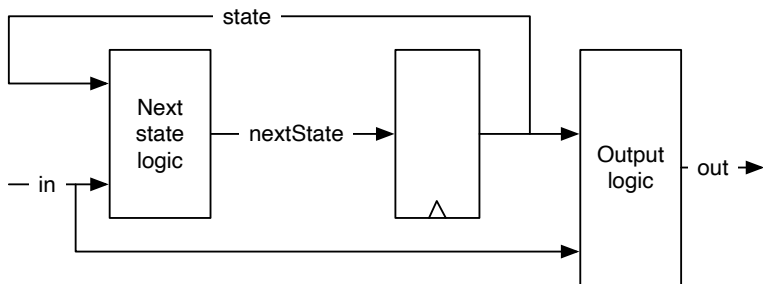 state
Next
state
logic
nextState
in
Output
logic
out